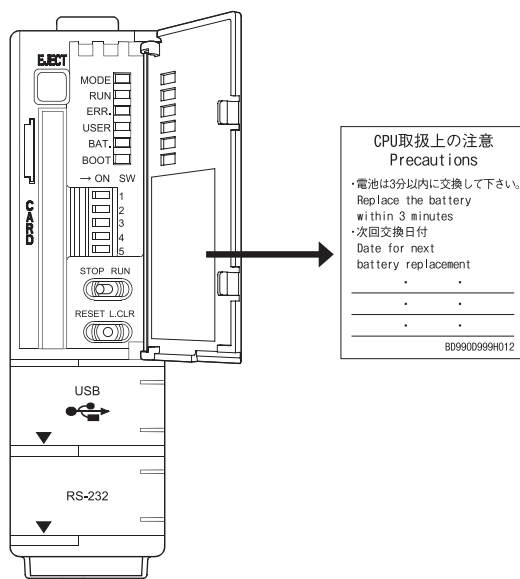 EJECT
MODE
RUN
ERR.
USER
BAT.
BOOT
→ ON SW
1
2
3
4
5
CARD
STOP RUN
RESET L.CLR
USB
RS-232
CPU取扱上の注意
Precautions
・電池は3分以内に交換して下さい。
Replace the battery
within 3 minutes
・次回交換日付
Date for next
battery replacement
・ ・
・ ・
・ ・
BD990D999H012